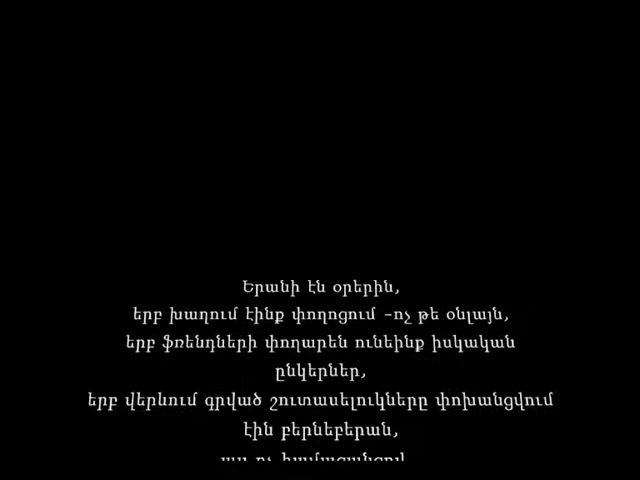 Երանի էն օրերին,
երբ խաղում էինք փողոցում -ոչ թե օնլայն,
երբ ֆռենդների փողարեն ունեինք իսկական
ընկերներ,
երբ վերևում գրված շուտասելուկները փոխանցվում
էին բերնեբերան,